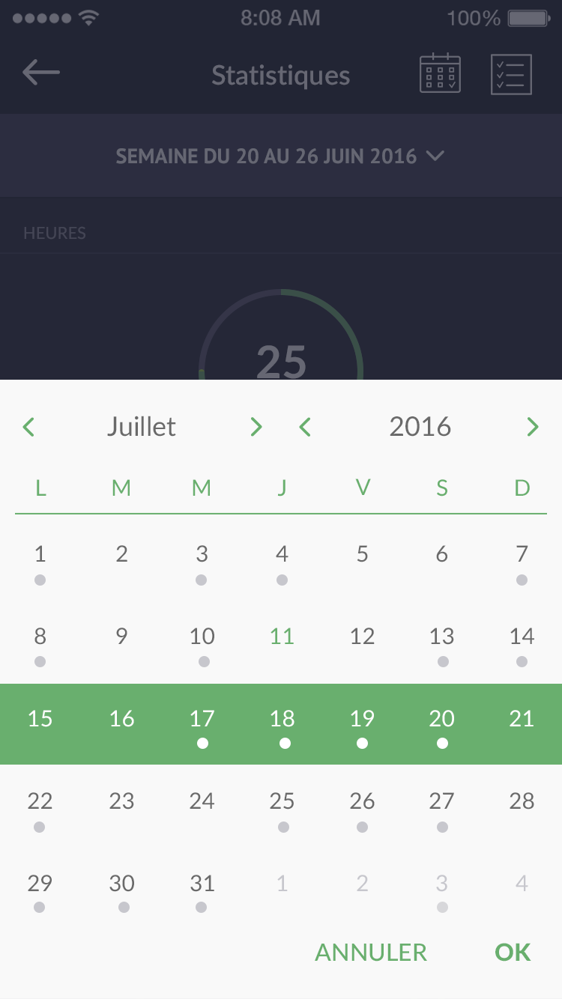 8:08 AM 100%
Statistiques
SEMAINE DU 20 AU 26 JUIN 2016
HEURES
25
Juillet 2016
L M M J V S D
1 2 3 4 5 6 7
8 9 10 11 12 13 14
15 16 17 18 19 20 21
22 23 24 25 26 27 28
29 30 31 1 2 3 4
ANNULER OK